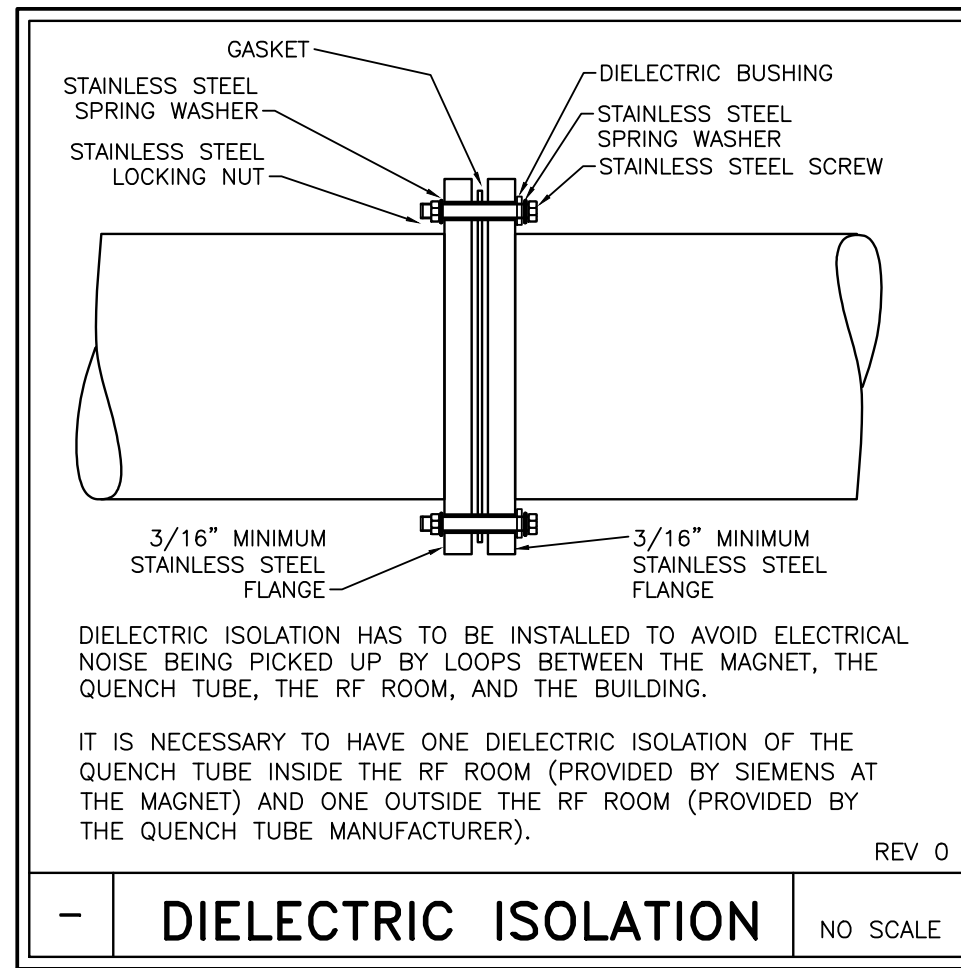 GASKET
STAINLESS STEEL
SPRING WASHER
STAINLESS STEEL
LOCKING NUT
DIELECTRIC BUSHING
STAINLESS STEEL
SPRING WASHER
STAINLESS STEEL SCREW
3/16" MINIMUM
STAINLESS STEEL
FLANGE
3/16" MINIMUM
STAINLESS STEEL
FLANGE
DIELECTRIC ISOLATION HAS TO BE INSTALLED TO AVOID ELECTRICAL
NOISE BEING PICKED UP BY LOOPS BETWEEN THE MAGNET, THE
QUENCH TUBE, THE RF ROOM, AND THE BUILDING.
IT IS NECESSARY TO HAVE ONE DIELECTRIC ISOLATION OF THE
QUENCH TUBE INSIDE THE RF ROOM (PROVIDED BY SIEMENS AT
THE MAGNET) AND ONE OUTSIDE THE RF ROOM (PROVIDED BY
THE QUENCH TUBE MANUFACTURER).
REV 0
-
DIELECTRIC ISOLATION
NO SCALE